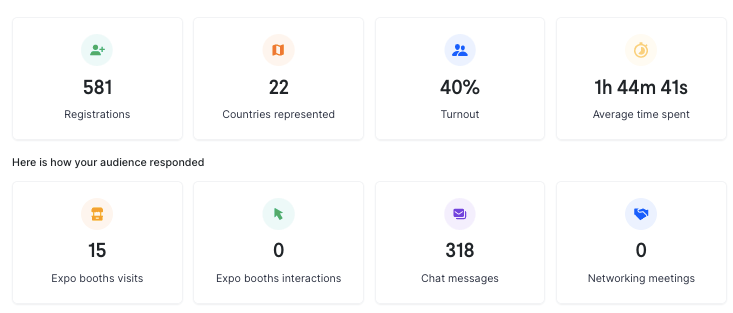 581
Registrations
22
Countries represented
40%
Turnout
1h 44m 41s
Average time spent
Here is how your audience responded
15
Expo booths visits
0
Expo booths interactions
318
Chat messages
0
Networking meetings